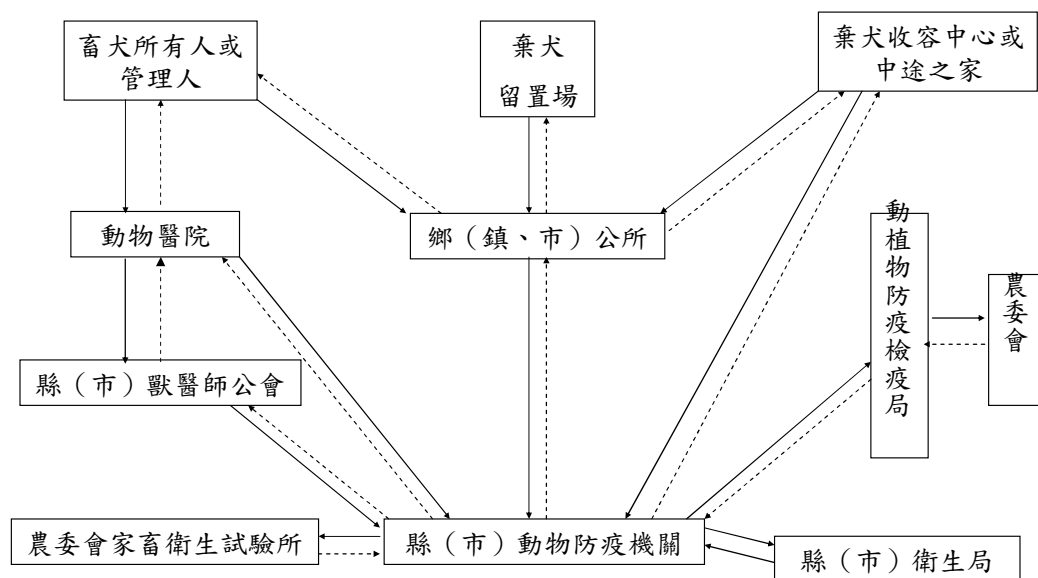 畜犬所有人或
管理人
棄犬
留置場
棄犬收容中心或
中途之家
動物醫院
鄉（鎮、市）公所
動植物防疫檢疫局
農委會
縣（市）獸醫師公會
農委會家畜衛生試驗所
縣（市）動物防疫機關
縣（市）衛生局